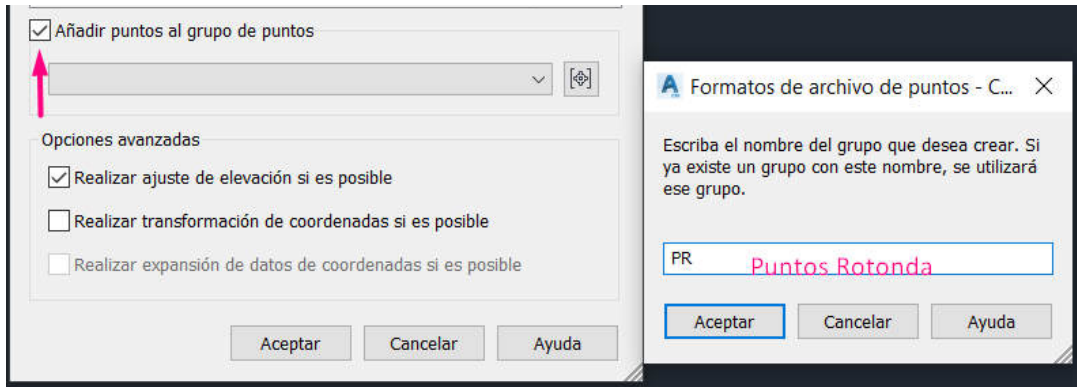 Añadir puntos al grupo de puntos
Opciones avanzadas
Realizar ajuste de elevación si es posible
Realizar transformación de coordenadas si es posible
Realizar expansión de datos de coordenadas si es posible
Aceptar Cancelar Ayuda
Formatos de archivo de puntos - C...
Escriba el nombre del grupo que desea crear. Si
ya existe un grupo con este nombre, se utilizará
ese grupo.
PR Puntos Rotonda
Aceptar Cancelar Ayuda